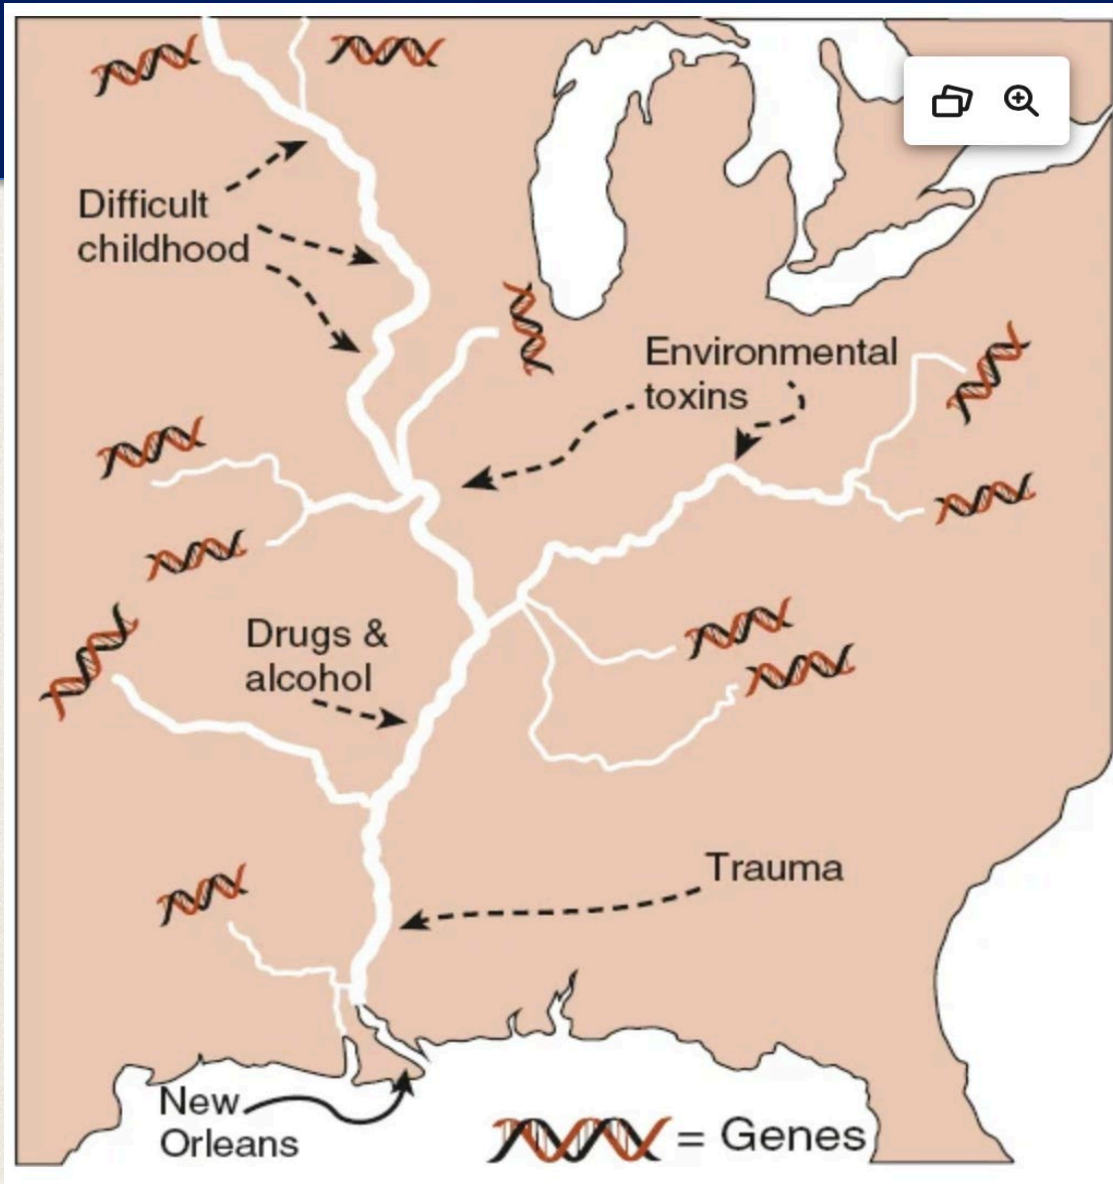 Difficult
childhood
Environmental
toxins
Drugs &
alcohol
Trauma
New
Orleans
= Genes